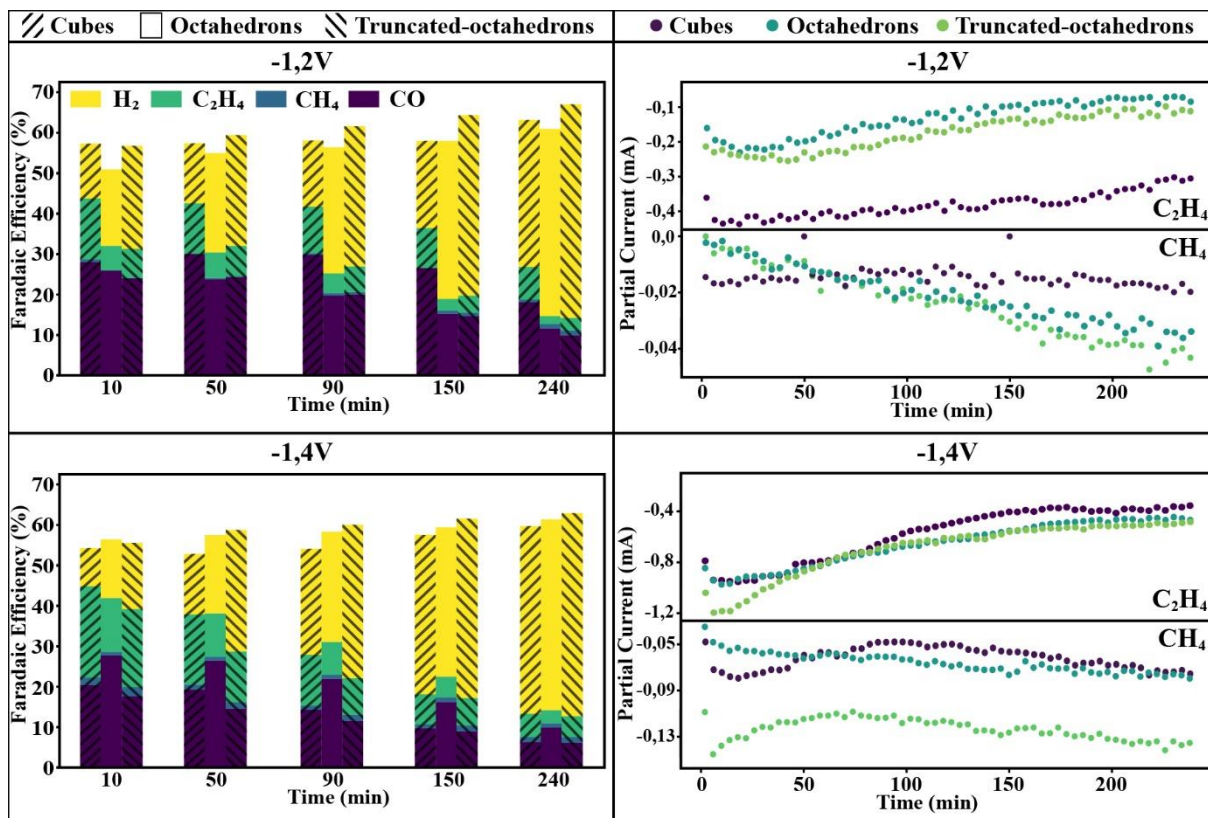 Cubes Octahedrons Truncated-octahedrons
-1,2V
H₂ C₂H₄ CH₄ CO
Faradaic Efficiency (%)
70
60
50
40
30
20
10
0
10 50 90 150 240
Time (min)
Cubes Octahedrons Truncated-octahedrons
-1,2V
Partial Current (mA)
-0,1
-0,2
-0,3
-0,4
C₂H₄
0,0
-0,02
-0,04
CH₄
0 50 100 150 200
Time (min)
-1,4V
Faradaic Efficiency (%)
70
60
50
40
30
20
10
0
10 50 90 150 240
Time (min)
-1,4V
Partial Current (mA)
-0,4
-0,8
-1,2
C₂H₄
CH₄
-0,05
-0,09
-0,13
0 50 100 150 200
Time (min)